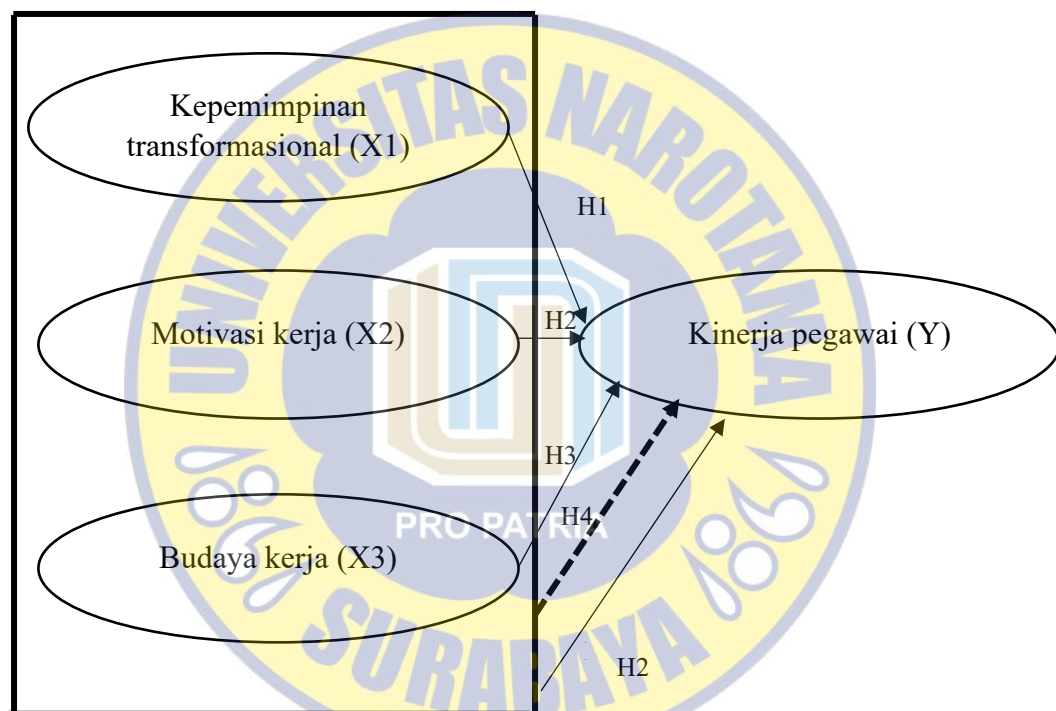 UNIVERSITAS NAROTAMA
Kepemimpinan
transformasional (X1)
H1
Motivasi kerja (X2)
H2
Kinerja pegawai (Y)
H3
H4
PRO PATRIA
Budaya kerja (X3)
H2
SURABAYA
1981